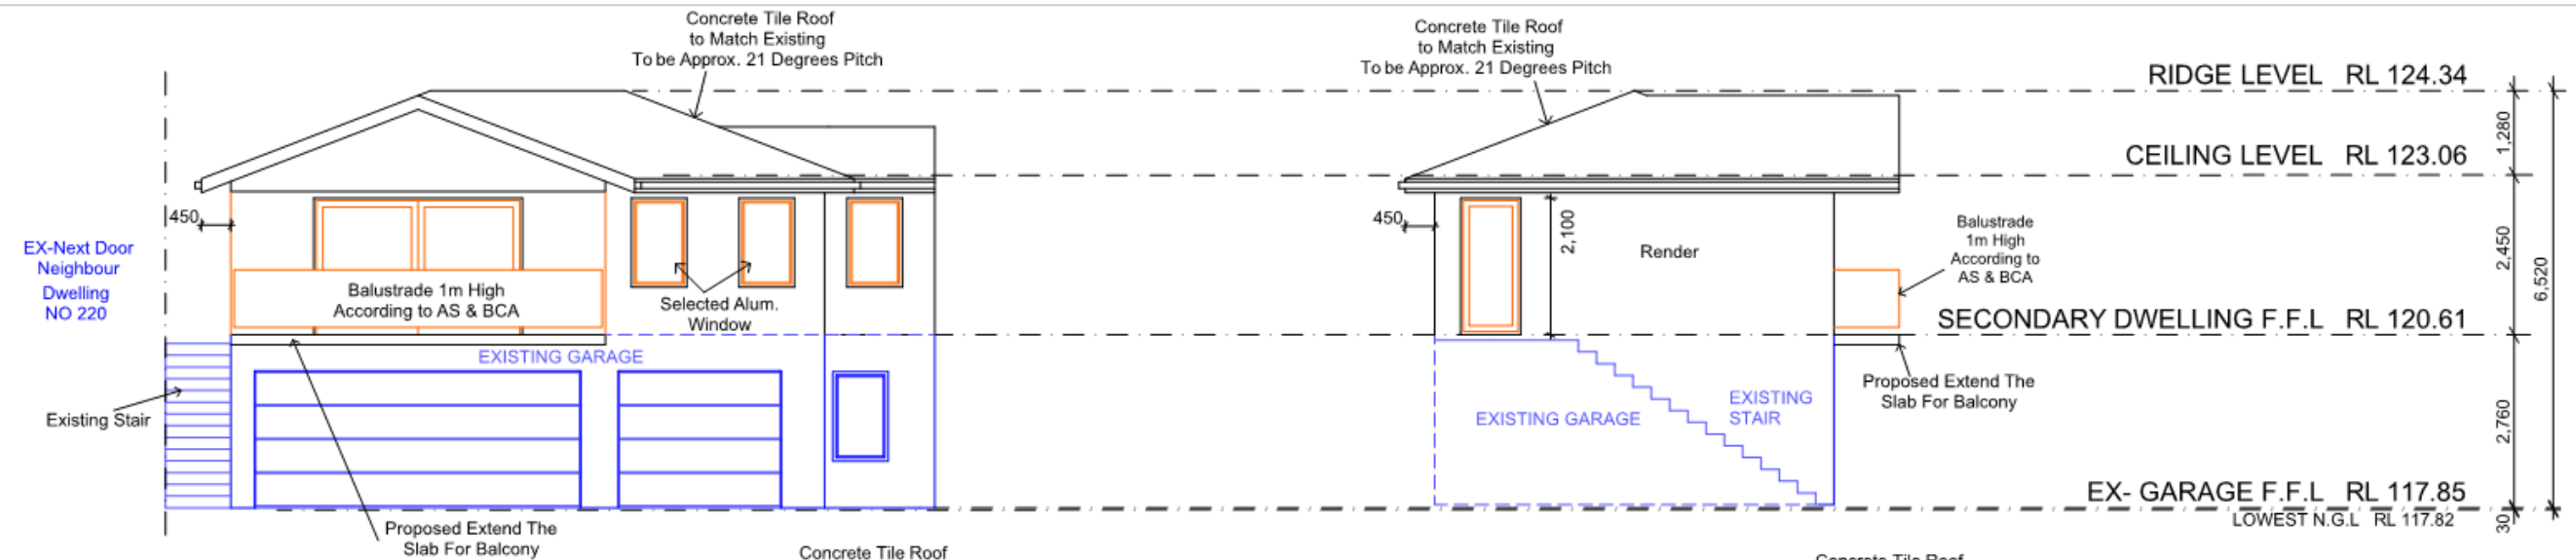 Concrete Tile Roof
to Match Existing
To be Approx. 21 Degrees Pitch
Concrete Tile Roof
to Match Existing
To be Approx. 21 Degrees Pitch
RIDGE LEVEL RL 124.34
1,280
CEILING LEVEL RL 123.06
450
450
2,100
Render
Balustrade
1m High
According to
AS & BCA
2,450
6,520
EX-Next Door
Neighbour
Dwelling
NO 220
Balustrade 1m High
According to AS & BCA
Selected Alum.
Window
SECONDARY DWELLING F.F.L RL 120.61
EXISTING GARAGE
Existing Stair
EXISTING GARAGE
EXISTING
STAIR
Proposed Extend The
Slab For Balcony
2,760
EX- GARAGE F.F.L RL 117.85
LOWEST N.G.L RL 117.82
30
Proposed Extend The
Slab For Balcony
Concrete Tile Roof
Concrete Tile Roof